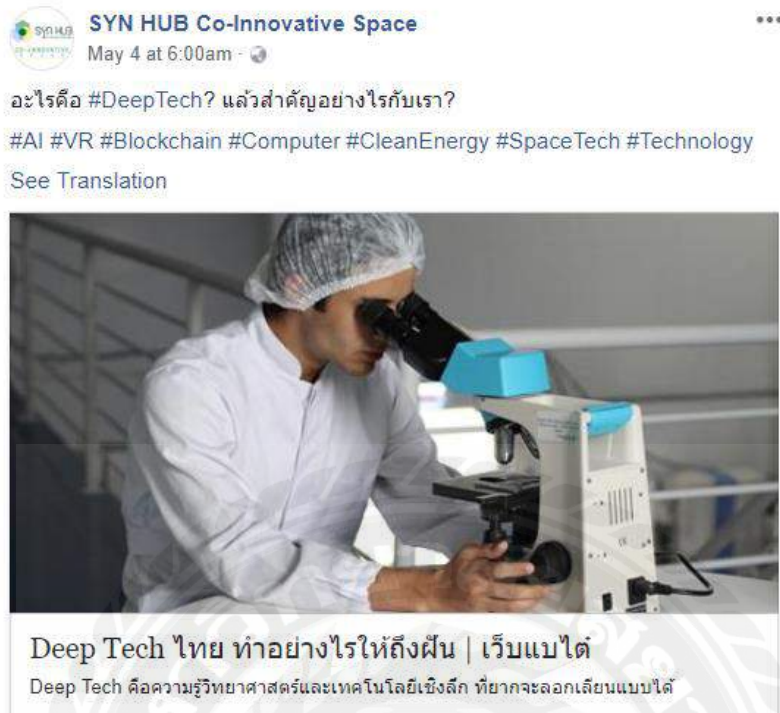 SYN HUB Co-Innovative Space
May 4 at 6:00am ·
อะไรคือ #DeepTech? แล้วสำคัญอย่างไรกับเรา?
#AI #VR #Blockchain #Computer #CleanEnergy #SpaceTech #Technology
See Translation
Deep Tech ไทย ทำอย่างไรให้ถึงฝัน | เว็บแบไต๋
Deep Tech คือความรู้วิทยาศาสตร์และเทคโนโลยีเชิงลึก ที่ยากจะลอกเลียนแบบได้